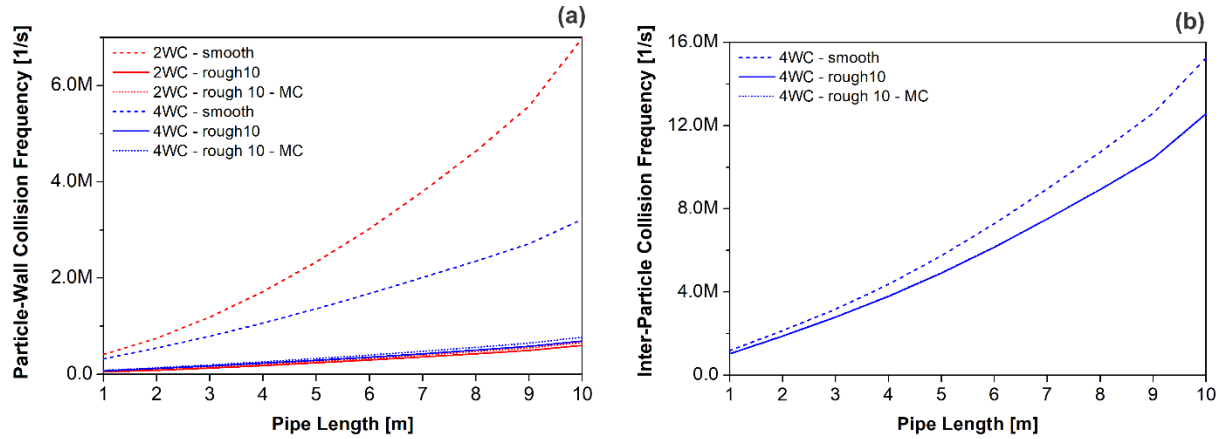 (a)
Particle-Wall Collision Frequency [1/s]
6.0M
4.0M
2.0M
0.0
2WC - smooth
2WC - rough10
2WC - rough 10 - MC
4WC - smooth
4WC - rough10
4WC - rough 10 - MC
1 2 3 4 5 6 7 8 9 10
Pipe Length [m]
(b)
Inter-Particle Collision Frequency [1/s]
16.0M
12.0M
8.0M
4.0M
0.0
4WC - smooth
4WC - rough10
4WC - rough 10 - MC
1 2 3 4 5 6 7 8 9 10
Pipe Length [m]